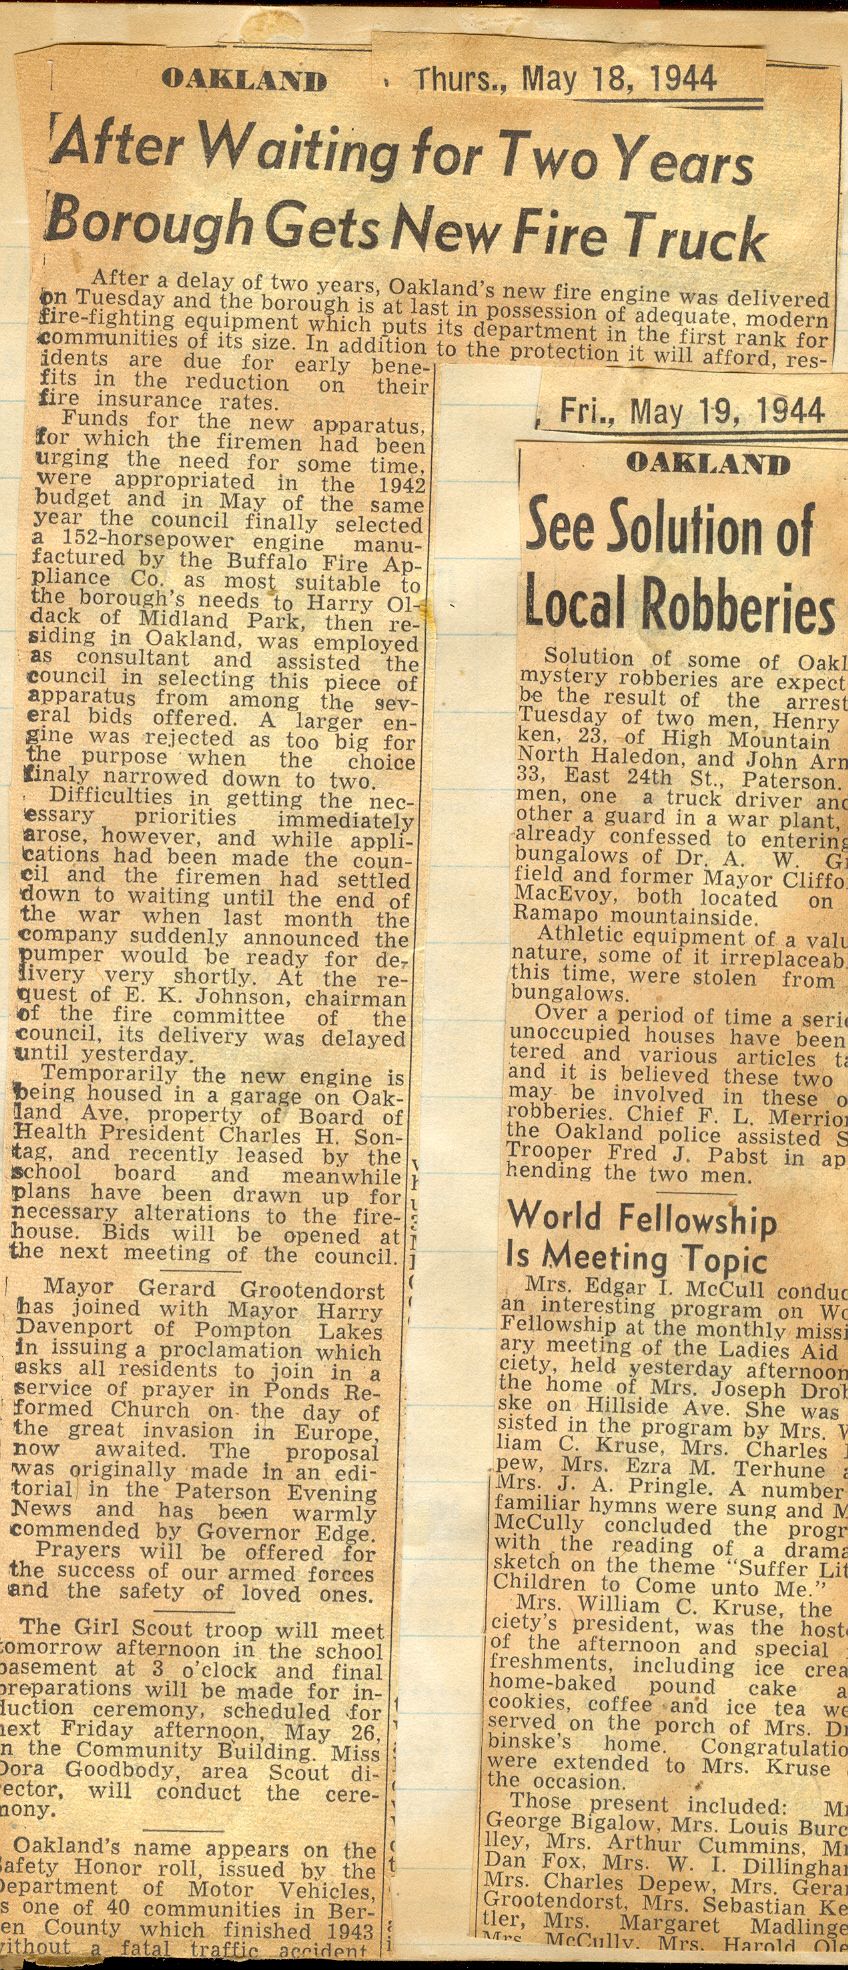 OAKLAND
Thurs., May 18, 1944
After Waiting for Two Years
Borough Gets New Fire Truck
After a delay of two years, Oakland's new fire engine was delivered
on Tuesday and the borough is at last in possession of adequate, modern
fire-fighting equipment which puts its department in the first rank for
communities of its size. In addition to the protection it will afford, res-
idents are due for early bene-
fits in the reduction on their
fire insurance rates.
Funds for the new apparatus,
for which the firemen had been
urging the need for some time,
were appropriated in the 1942
budget and in May of the same
year the council finally selected
a 152-horsepower engine manu-
factured by the Buffalo Fire Ap-
pliance Co. as most suitable to
the borough's needs to Harry Ol-
dack of Midland Park, then re-
siding in Oakland, was employed
as consultant and assisted the
council in selecting this piece of
apparatus from among the sev-
eral bids offered. A larger en-
gine was rejected as too big for
the purpose when the choice
finaly narrowed down to two.
Difficulties in getting the nec-
essary priorities immediately
arose, however, and while appli-
cations had been made the coun-
cil and the firemen had settled
down to waiting until the end of
the war when last month the
company suddenly announced the
pumper would be ready for de-
livery very shortly. At the re-
quest of E. K. Johnson, chairman
of the fire committee of the
council, its delivery was delayed
until yesterday.
Temporarily the new engine is
being housed in a garage on Oak-
land Ave. property of Board of
Health President Charles H. Son-
tag, and recently leased by the
school board and meanwhile
plans have been drawn up for
necessary alterations to the fire-
house. Bids will be opened at
the next meeting of the council.
Mayor Gerard Grootendorst
has joined with Mayor Harry
Davenport of Pompton Lakes
in issuing a proclamation which
asks all residents to join in a
service of prayer in Ponds Re-
formed Church on the day of
the great invasion in Europe,
now awaited. The proposal
was originally made in an edi-
torial in the Paterson Evening
News and has been warmly
commended by Governor Edge.
Prayers will be offered for
the success of our armed forces
and the safety of loved ones.
The Girl Scout troop will meet
tomorrow afternoon in the school
basement at 3 o'clock and final
preparations will be made for in-
duction ceremony, scheduled for
next Friday afternoon, May 26,
in the Community Building. Miss
Dora Goodbody, area Scout di-
rector, will conduct the cere-
mony.
Oakland's name appears on the
Safety Honor roll, issued by the
Department of Motor Vehicles,
as one of 40 communities in Ber-
gen County which finished 1943
without a fatal traffic accident
Fri., May 19, 1944
OAKLAND
See Solution of
Local Robberies
Solution of some of Oakl
mystery robberies are expect
be the result of the arrest
Tuesday of two men, Henry
ken, 23, of High Mountain
North Haledon, and John Arn
33, East 24th St., Paterson.
men, one a truck driver and
other a guard in a war plant,
already confessed to entering
bungalows of Dr. A. W. Gr
field and former Mayor Cliffo
MacEvoy, both located on
Ramapo mountainside.
Athletic equipment of a valu
nature, some of it irreplaceab
this time, were stolen from
bungalows.
Over a period of time a serie
unoccupied houses have been
tered and various articles ta
and it is believed these two
may be involved in these o
robberies. Chief F. L. Merrion
the Oakland police assisted S
Trooper Fred J. Pabst in ap
hending the two men.
World Fellowship
Is Meeting Topic
Mrs. Edgar I. McCull conduc
an interesting program on Wo
Fellowship at the monthly missi
ary meeting of the Ladies Aid
ciety, held yesterday afternoon
the home of Mrs. Joseph Drob
ske on Hillside Ave. She was
sisted in the program by Mrs. W
liam C. Kruse, Mrs. Charles
pew, Mrs. Ezra M. Terhune a
Mrs. J. A. Pringle. A number
familiar hymns were sung and M
McCully concluded the progr
with the reading of a drama
sketch on the theme "Suffer Lit
Children to Come unto Me."
Mrs. William C. Kruse, the
ciety's president, was the hoste
of the afternoon and special
freshments, including ice crea
home-baked pound cake a
cookies, coffee and ice tea we
served on the porch of Mrs. Dr
binske's home. Congratulatio
were extended to Mrs. Kruse
the occasion.
Those present included: Mr
George Bigalow, Mrs. Louis Burc
lley, Mrs. Arthur Cummins, Mr
Dan Fox, Mrs. W. I. Dillingha
Mrs. Charles Depew, Mrs. Gerar
Grootendorst, Mrs. Sebastian Ke
tler, Mrs. Margaret Madlinge
Mrs. McCully, Mrs. Harold Ole